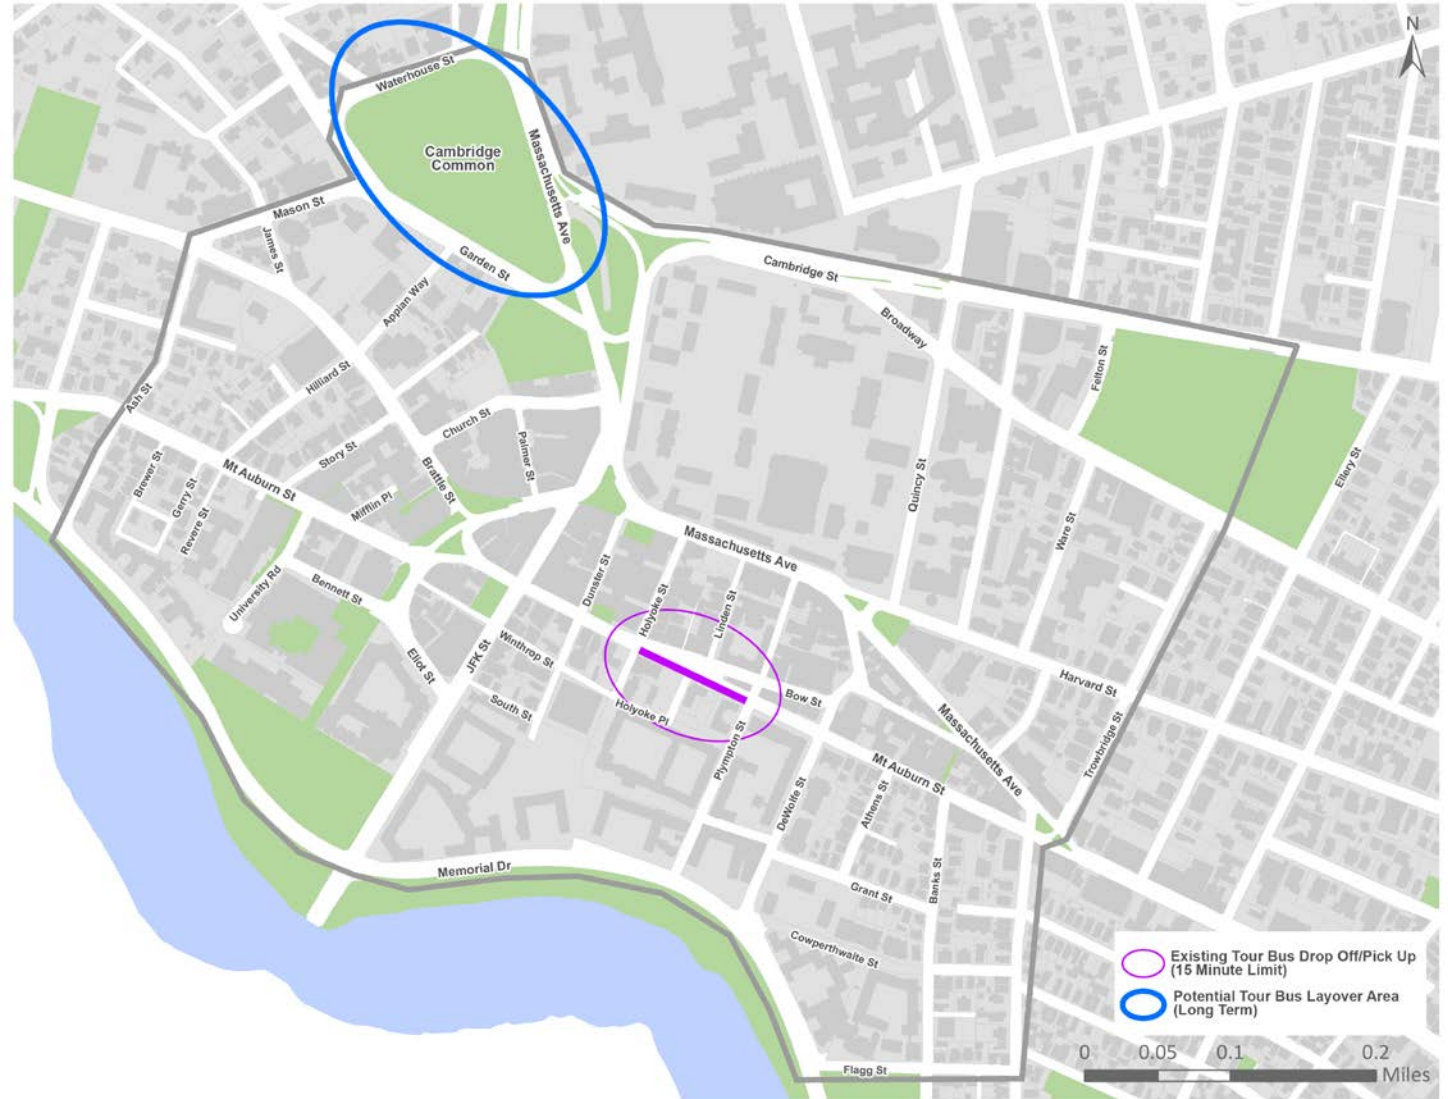 N
Waterhouse St
Cambridge
Common
Massachusetts Ave
Mason St
James St
Garden St
Appian Way
Cambridge St
Broadway
Felton St
Hilliard St
Ash St
Church St
Palmer St
Story St
Brattle St
Mt Auburn St
Brewer St
Gerry St
Revere St
Mifflin Pl
Quincy St
Ellery St
Ware St
Massachusetts Ave
University Rd
Bennett St
Dunster St
Holyoke St
Linden St
Eliot St
JFK St
Winthrop St
South St
Holyoke Pl
Bow St
Plympton St
Harvard St
Massachusetts Ave
Trowbridge St
Mt Auburn St
DeWolfe St
Athens St
Memorial Dr
Grant St
Banks St
Cowperthwaite St
Flagg St
Existing Tour Bus Drop Off/Pick Up
(15 Minute Limit)
Potential Tour Bus Layover Area
(Long Term)
0 0.05 0.1 0.2
Miles